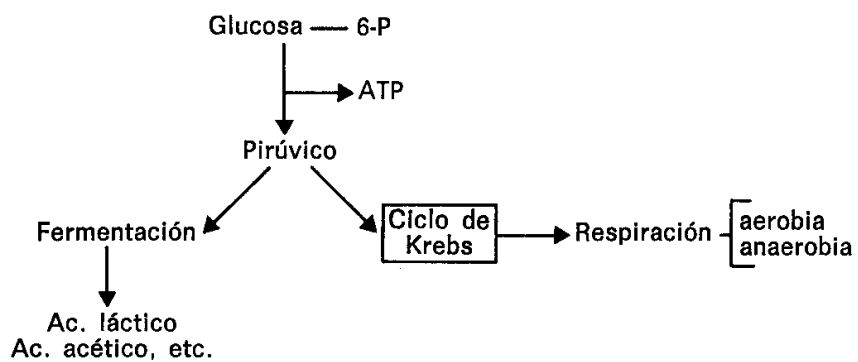 Glucosa — 6-P
ATP
Pirúvico
Fermentación
Ciclo de
Krebs
Respiración
aerobia
anaerobia
Ac. láctico
Ac. acético, etc.